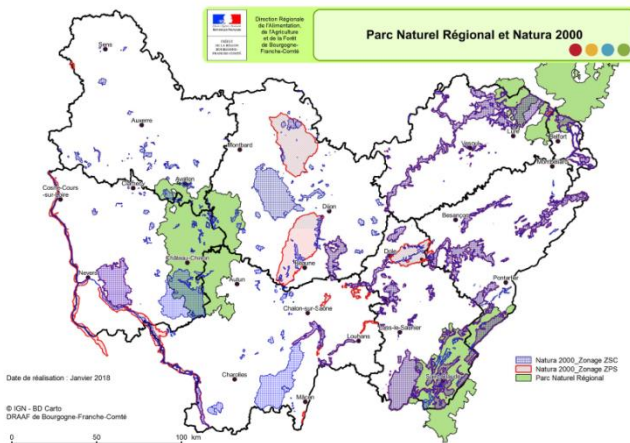 Direction Régionale
de l'Alimentation,
de l'Agriculture
et de la Forêt
de Bourgogne-
Franche-Comté
Parc Naturel Régional et Natura 2000
Sens
Auxerre
Montbard
Avallon
Clamecy
Cosne-Cours
-sur-Loire
Nevers
Château-Chinon
Autun
Dijon
Beaune
Chalon-sur-Saône
Louhans
Charolles
Mâcon
Vesoul
Lure
Belfort
Montbéliard
Besançon
Dole
Pontarlier
Lons-le-Saunier
Natura 2000_Zonage ZSC
Natura 2000_Zonage ZPS
Parc Naturel Régional
Date de réalisation : Janvier 2018
© IGN - BD Carto
DRAAF de Bourgogne-Franche-Comté
0 50 100 km